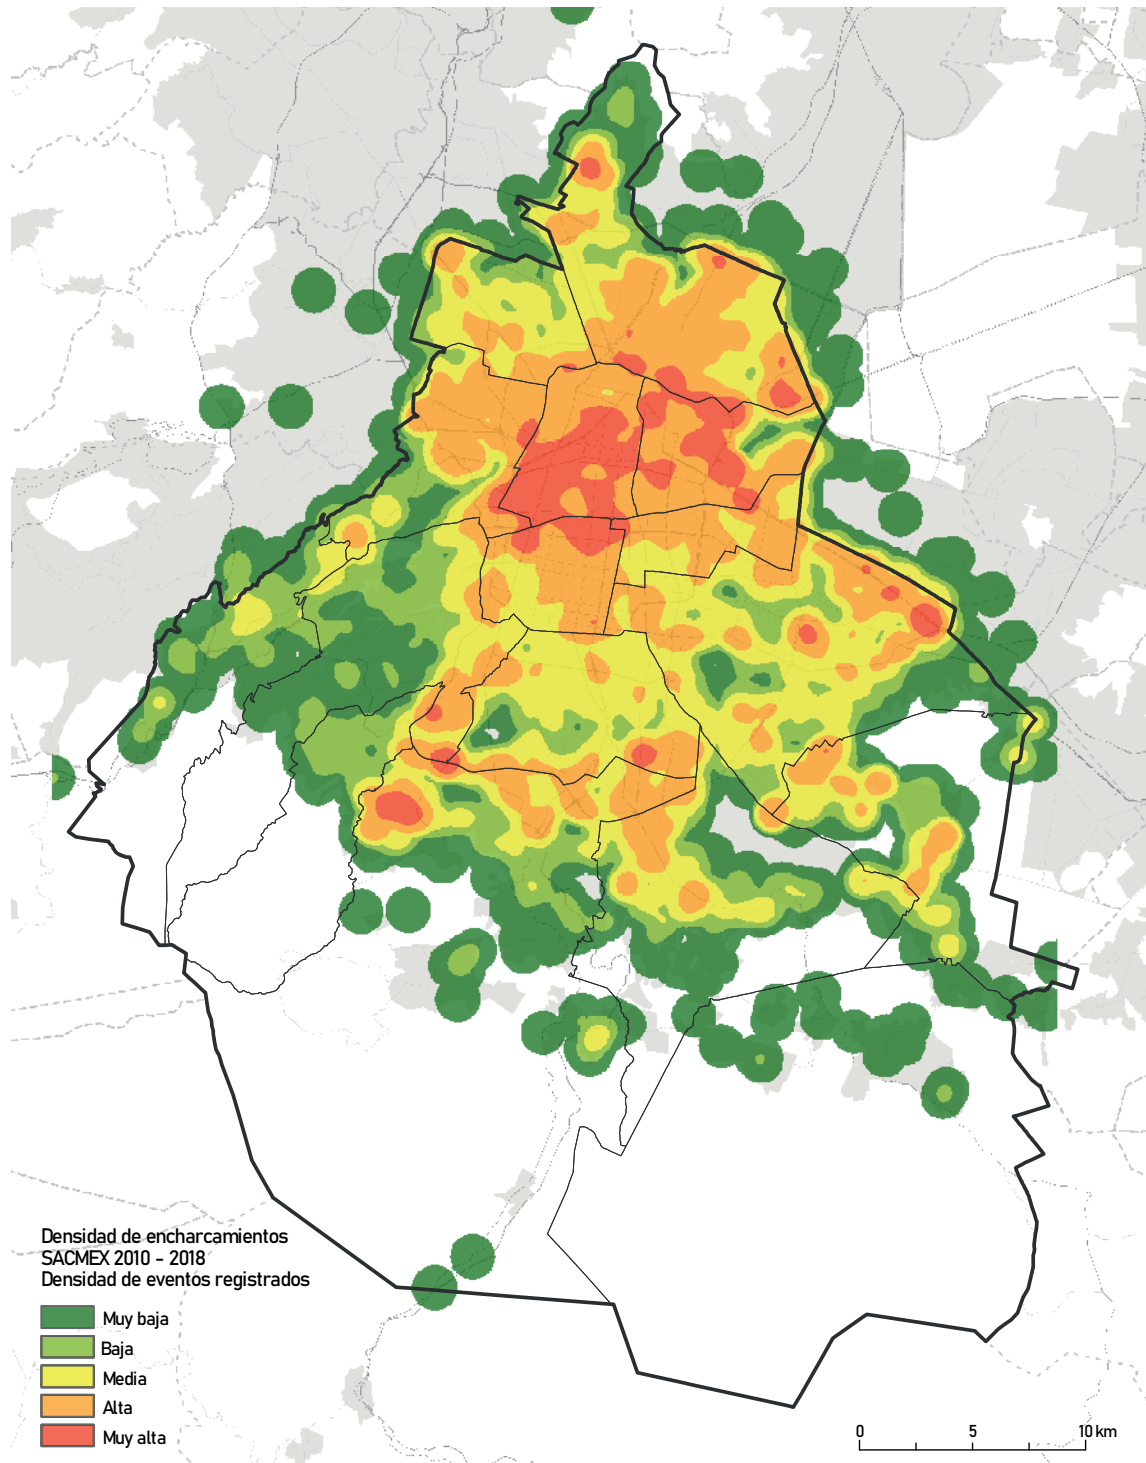 Densidad de encharcamientos
SACMEX 2010 - 2018
Densidad de eventos registrados
Muy baja
Baja
Media
Alta
Muy alta
0 5 10 km